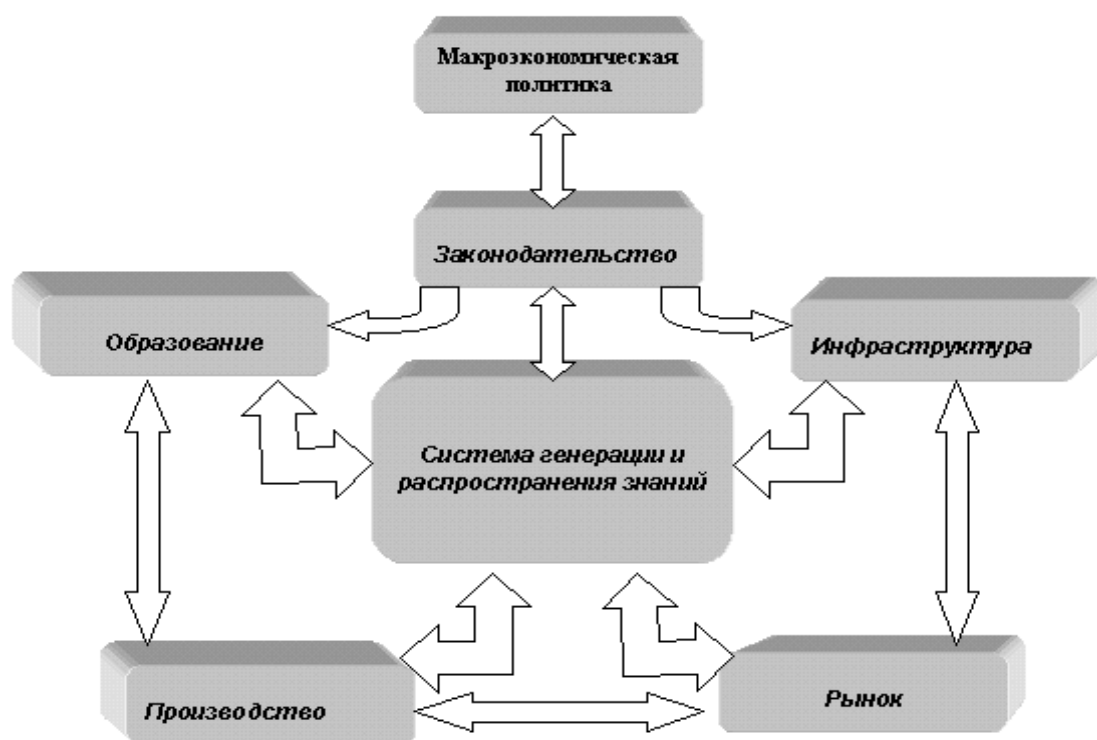 Макроэкономическая
политика
Законодательство
Образование
Инфраструктура
Система генерации и
распространения знаний
Производство
Рынок